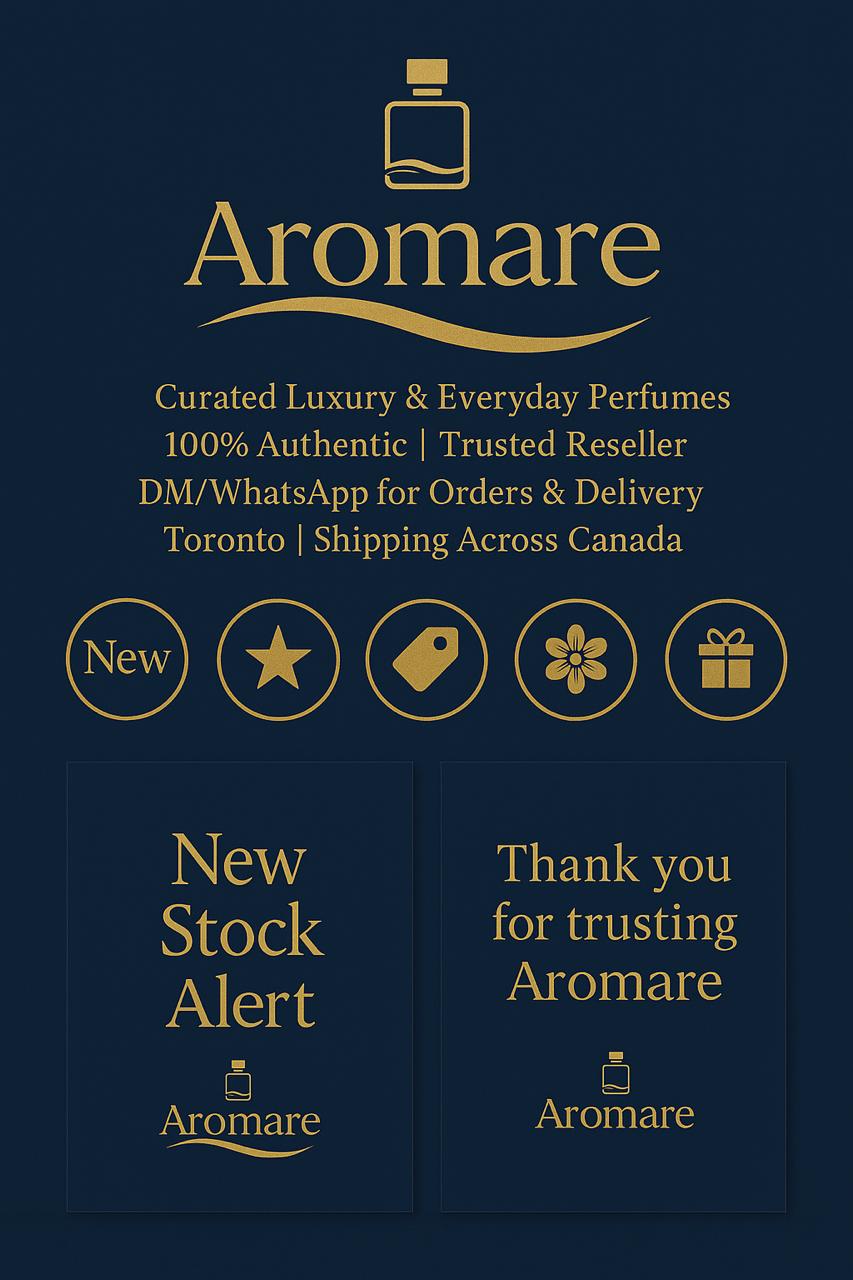 Aromare
Curated Luxury & Everyday Perfumes
100% Authentic | Trusted Reseller
DM/WhatsApp for Orders & Delivery
Toronto | Shipping Across Canada
New
New
Stock
Alert
Aromare
Thank you
for trusting
Aromare
Aromare